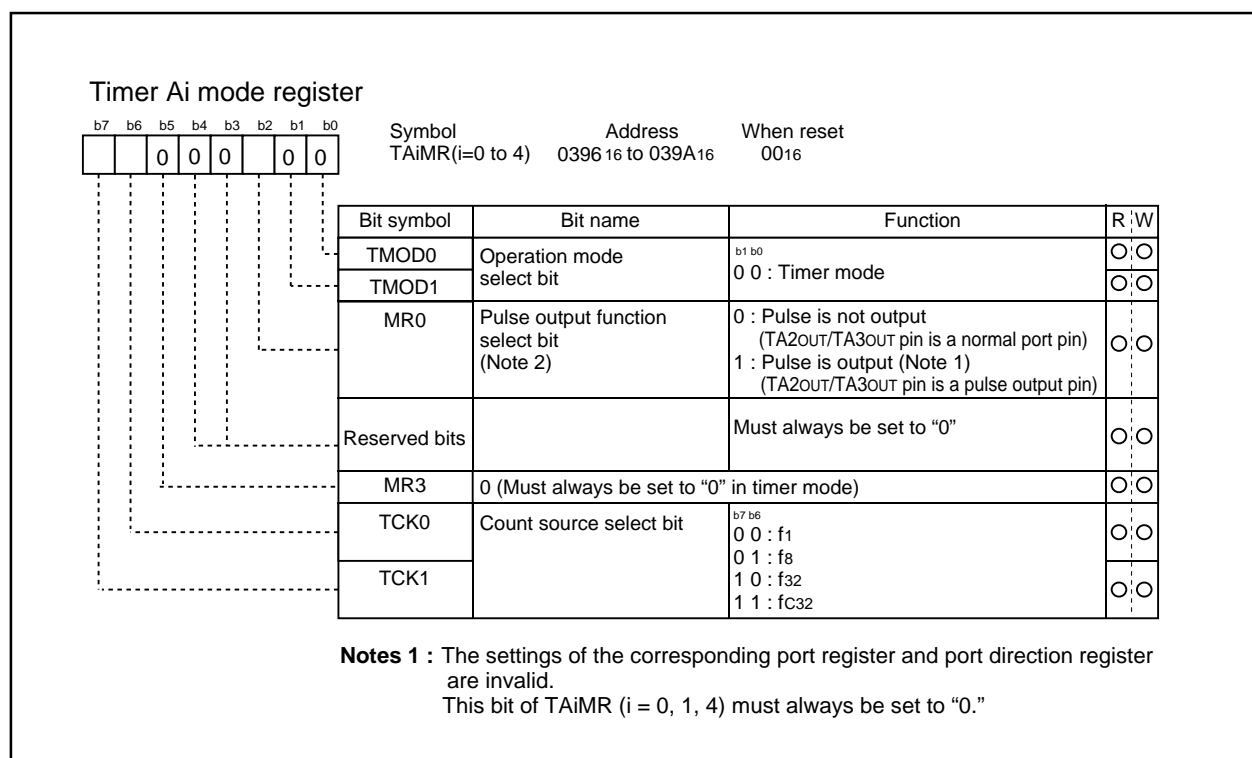 Timer Ai mode register
b7 b6 b5 b4 b3 b2 b1 b0
0 0 0 0 0
Symbol Address When reset
TAiMR(i=0 to 4) 039616 to 039A16 0016
Bit symbol Bit name Function R W
TMOD0
TMOD1
Operation mode
select bit
b1 b0
0 0 : Timer mode
MR0
Pulse output function
select bit
(Note 2)
0 : Pulse is not output
(TA2OUT/TA3OUT pin is a normal port pin)
1 : Pulse is output (Note 1)
(TA2OUT/TA3OUT pin is a pulse output pin)
Reserved bits
Must always be set to “0”
MR3 0 (Must always be set to “0” in timer mode)
TCK0
TCK1
Count source select bit
b7 b6
0 0 : f1
0 1 : f8
1 0 : f32
1 1 : fC32
Notes 1 : The settings of the corresponding port register and port direction register
are invalid.
This bit of TAiMR (i = 0, 1, 4) must always be set to “0.”